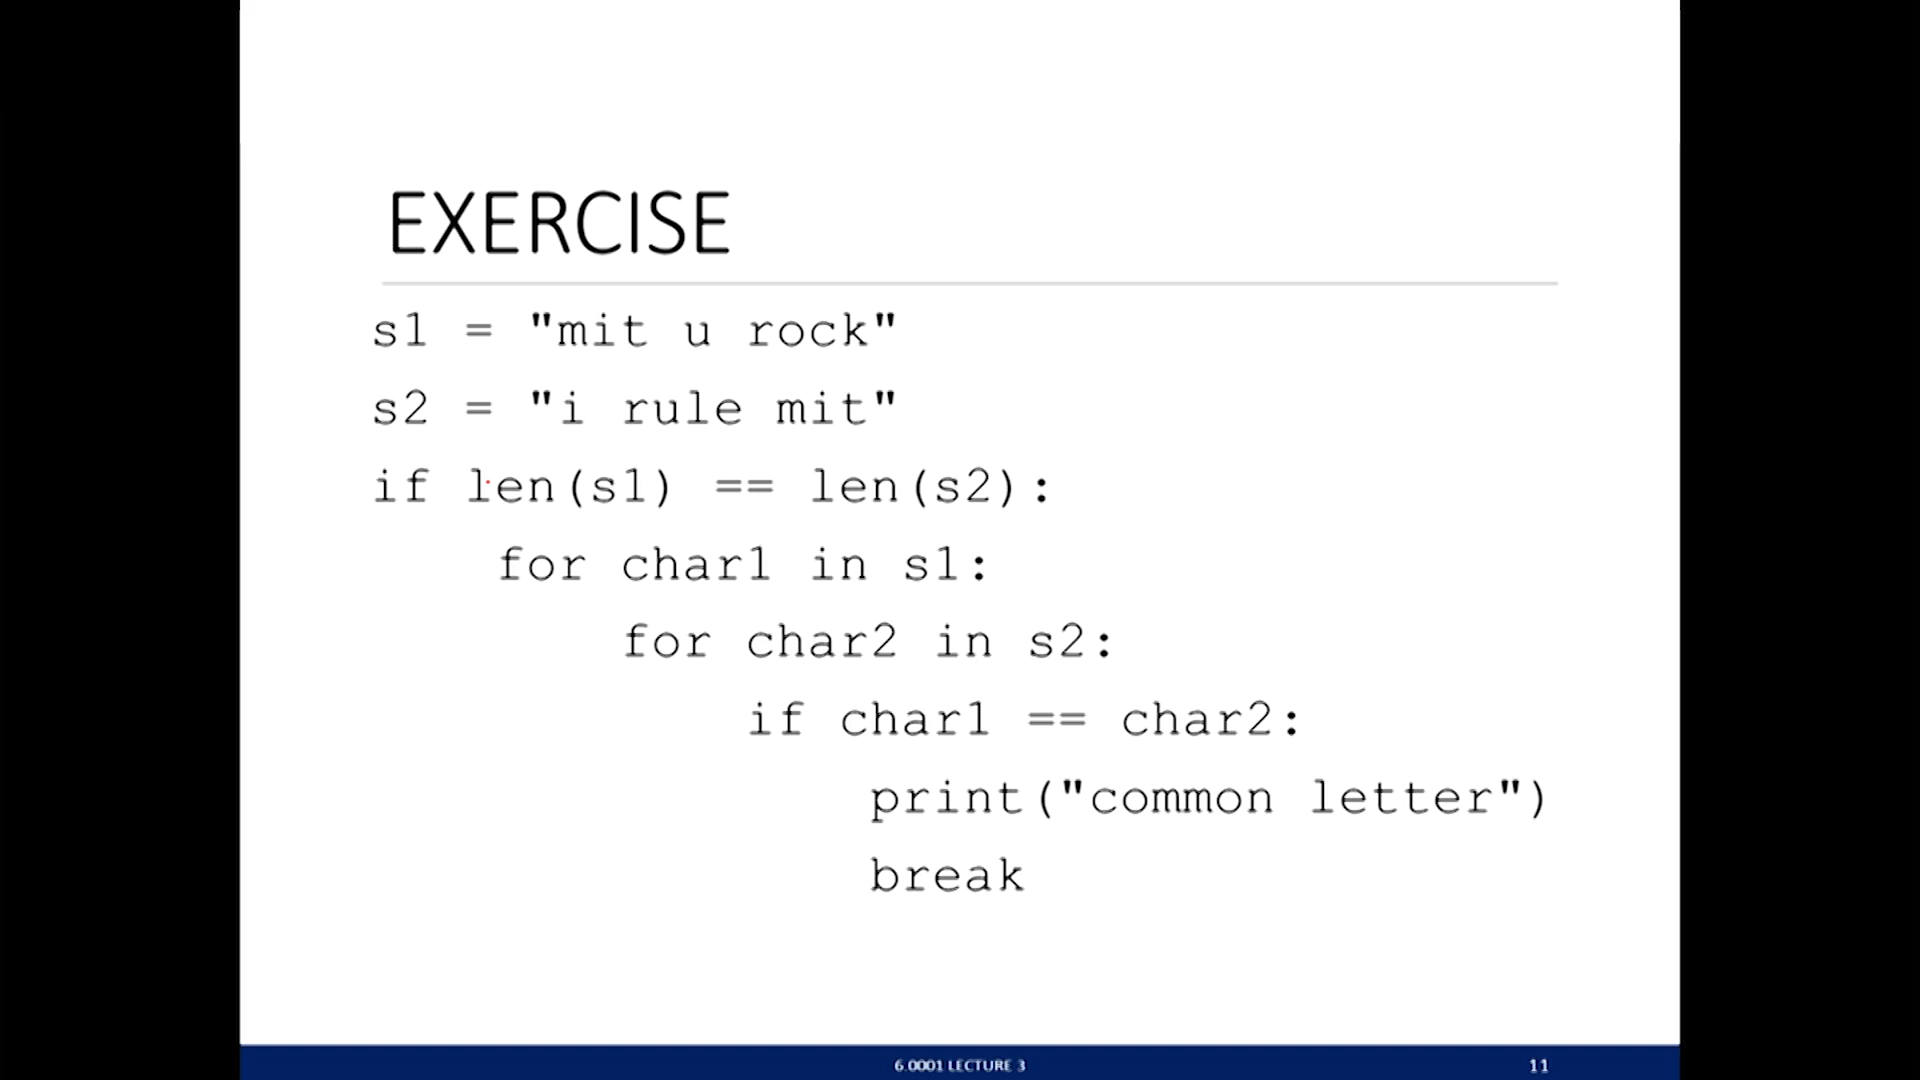 EXERCISE
s1 = "mit u rock"
s2 = "i rule mit"
if len(s1) == len(s2):
    for char1 in s1:
        for char2 in s2:
            if char1 == char2:
                print("common letter")
                break
6.0001 LECTURE 3
11